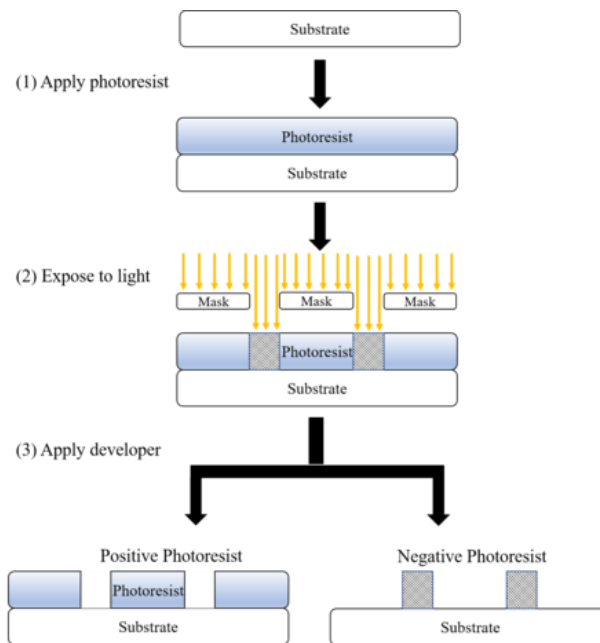 Substrate
(1) Apply photoresist
Photoresist
Substrate
(2) Expose to light
Mask
Mask
Mask
Photoresist
Substrate
(3) Apply developer
Positive Photoresist
Negative Photoresist
Photoresist
Substrate
Substrate